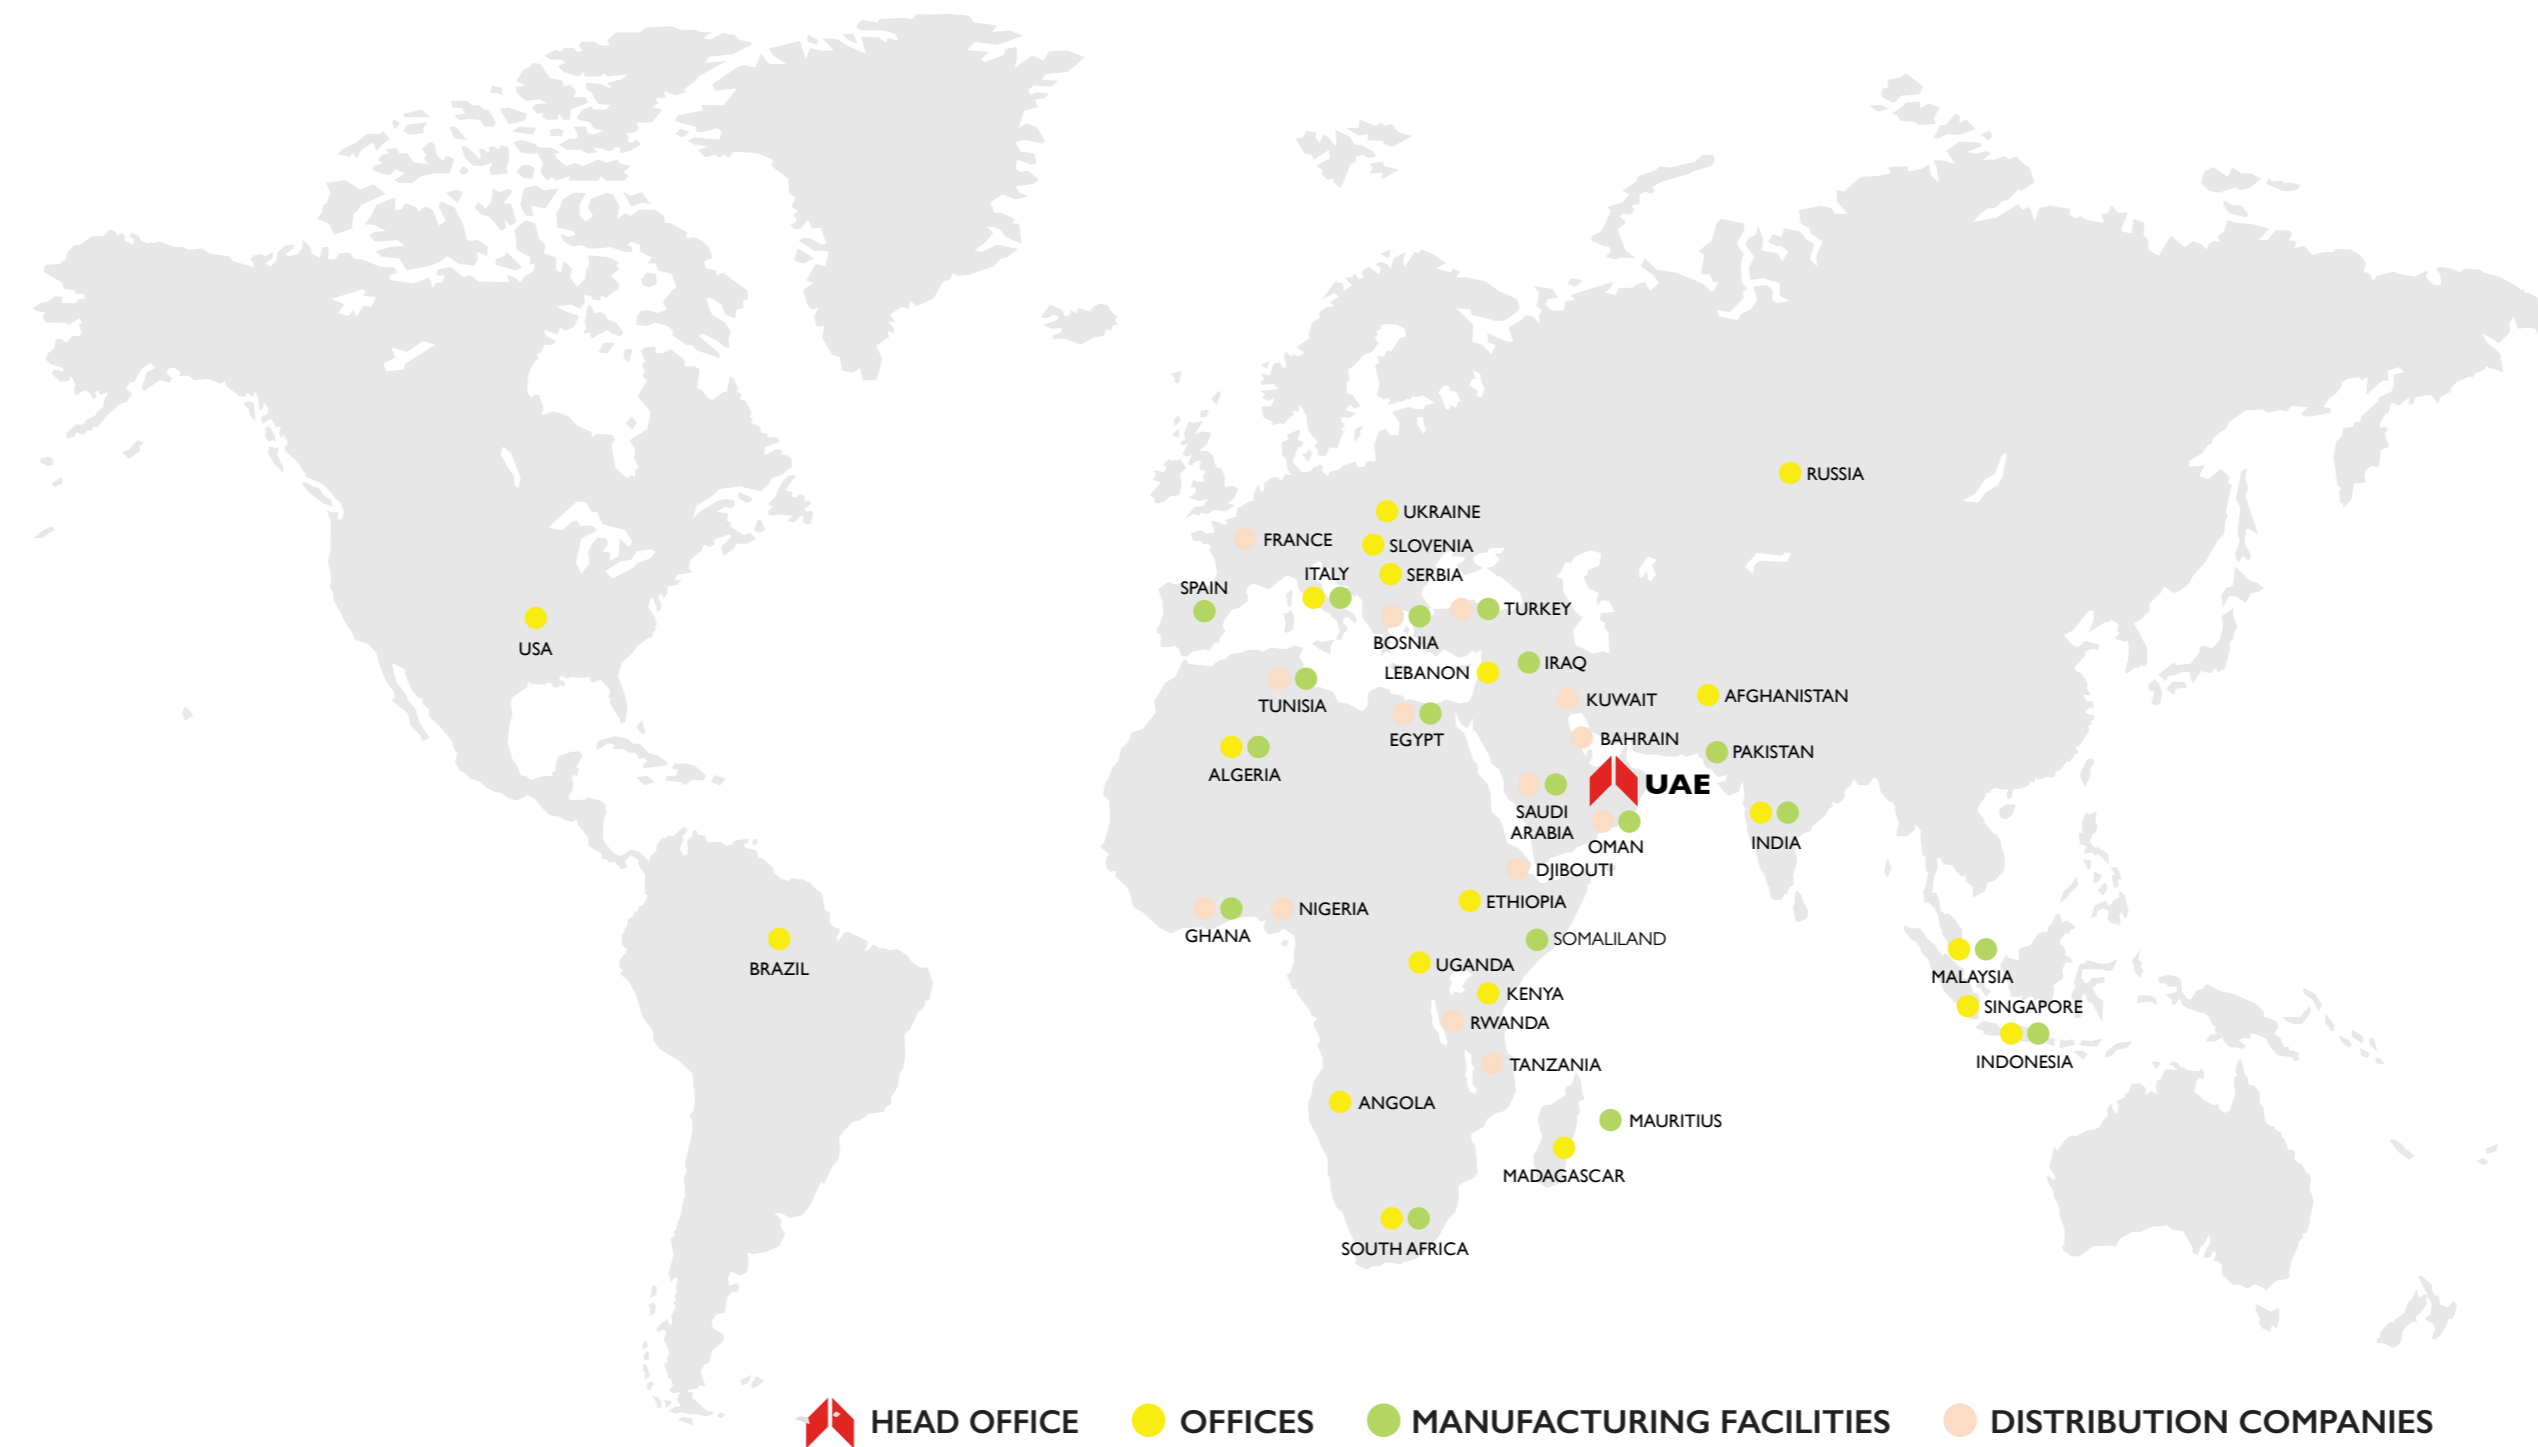 RUSSIA
UKRAINE
FRANCE
SLOVENIA
ITALY
SERBIA
SPAIN
TURKEY
USA
BOSNIA
LEBANON
IRAQ
KUWAIT
AFGHANISTAN
TUNISIA
EGYPT
BAHRAIN
PAKISTAN
ALGERIA
UAE
SAUDI
ARABIA
OMAN
INDIA
DJIBOUTI
ETHIOPIA
NIGERIA
GHANA
SOMALILAND
BRAZIL
UGANDA
MALAYSIA
KENYA
SINGAPORE
RWANDA
INDONESIA
TANZANIA
ANGOLA
MAURITIUS
MADAGASCAR
SOUTH AFRICA
HEAD OFFICE
OFFICES
MANUFACTURING FACILITIES
DISTRIBUTION COMPANIES